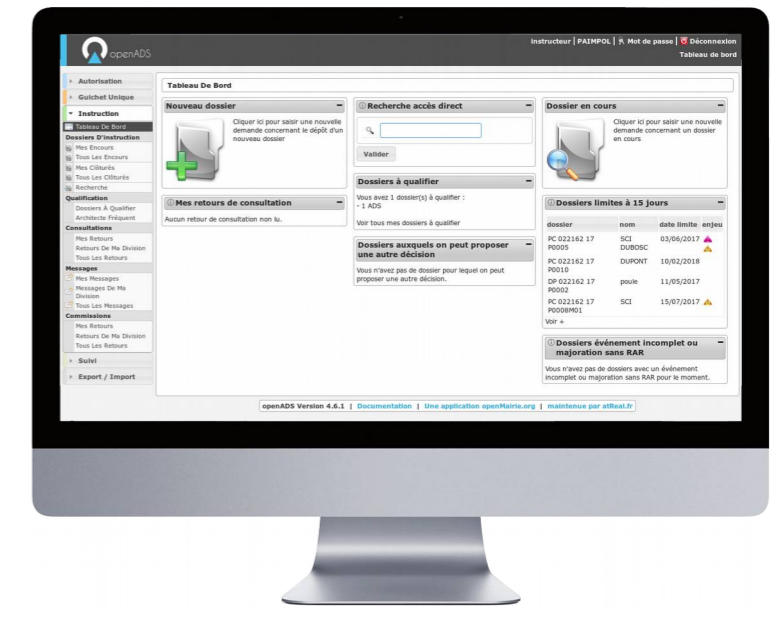 openADS
instructeur | PAIMPOL | Mot de passe | Déconnexion
Tableau de bord
Autorisation
Guichet Unique
Instruction
Tableau De Bord
Dossiers D'instruction
Mes Encours
Tous Les Encours
Mes Clôturés
Tous Les Clôturés
Recherche
Qualification
Dossiers À Qualifier
Architecte Fréquent
Consultations
Mes Retours
Retours De Ma Division
Tous Les Retours
Messages
Mes Messages
Messages De Ma
Division
Tous Les Messages
Commissions
Mes Retours
Retours De Ma Division
Tous Les Retours
Suivi
Export / Import
Tableau De Bord
Nouveau dossier
Cliquer ici pour saisir une nouvelle
demande concernant le dépôt d'un
nouveau dossier
Mes retours de consultation
Aucun retour de consultation non lu.
Recherche accès direct
Valider
Dossiers à qualifier
Vous avez 1 dossier(s) à qualifier :
- 1 ADS
Voir tous mes dossiers à qualifier
Dossiers auxquels on peut proposer
une autre décision
Vous n'avez pas de dossier pour lequel on peut
proposer une autre décision.
Dossier en cours
Cliquer ici pour saisir une nouvelle
demande concernant un dossier
en cours
Dossiers limites à 15 jours
dossier nom date limite enjeu
PC 022162 17 SCI 03/06/2017
P0005 DUBOSC
PC 022162 17 DUPONT 10/02/2018
P0010
DP 022162 17 poule 11/05/2017
P0002
PC 022162 17 SCI 15/07/2017
P0008M01
Voir +
Dossiers événement incomplet ou
majoration sans RAR
Vous n'avez pas de dossiers avec un événement
incomplet ou majoration sans RAR pour le moment.
openADS Version 4.6.1 | Documentation | Une application openMairie.org | maintenue par atReal.fr